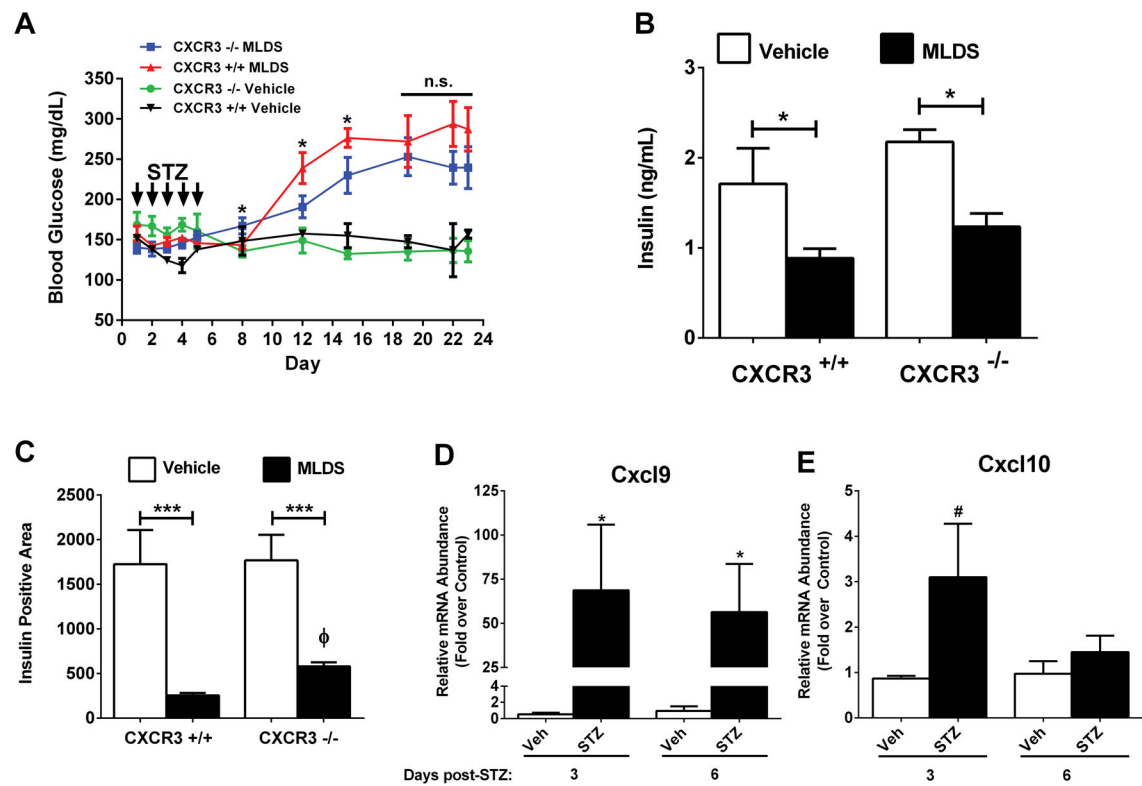 A
CXCR3 -/- MLDS
CXCR3 +/+ MLDS
CXCR3 -/- Vehicle
CXCR3 +/+ Vehicle
Blood Glucose (mg/dL)
350
300
250
200
150
100
50
STZ
*
*
*
n.s.
0 2 4 6 8 10 12 14 16 18 20 22 24
Day
B
Vehicle MLDS
Insulin (ng/mL)
3
2
1
0
*
*
CXCR3 +/+ CXCR3 -/-
C
Vehicle MLDS
Insulin Positive Area
2500
2000
1500
1000
500
0
*** ***
ϕ
CXCR3 +/+ CXCR3 -/-
D
Cxcl9
Relative mRNA Abundance
(Fold over Control)
125
100
75
50
25
4
2
0
*
*
Veh STZ Veh STZ
Days post-STZ: 3 6
E
Cxcl10
Relative mRNA Abundance
(Fold over Control)
5
4
3
2
1
0
#
Veh STZ Veh STZ
3 6